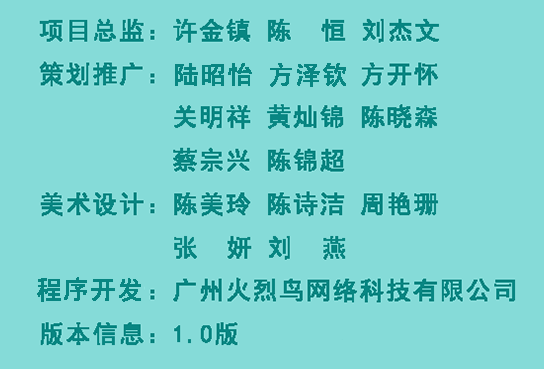 项目总监：许金镇 陈　恒 刘杰文
策划推广：陆昭怡 方泽钦 方开怀
关明祥 黄灿锦 陈晓森
蔡宗兴 陈锦超
美术设计：陈美玲 陈诗洁 周艳珊
张　妍 刘　燕
程序开发：广州火烈鸟网络科技有限公司
版本信息：1.0版